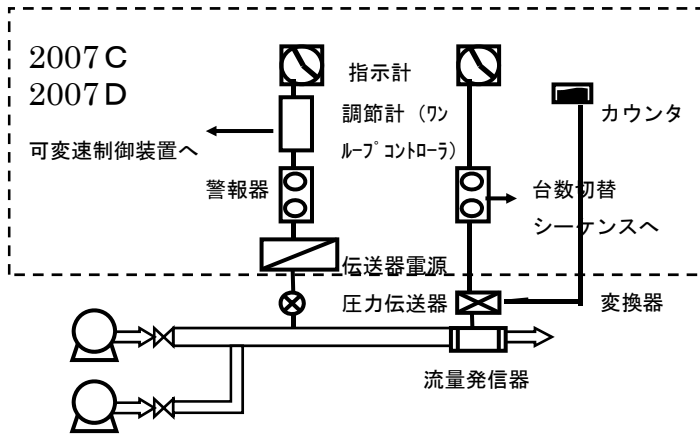 2007C
2007D
指示計
調節計（ワン
ループコントローラ）
カウンタ
可変速制御装置へ
警報器
台数切替
シーケンスへ
伝送器電源
圧力伝送器
変換器
流量発信器